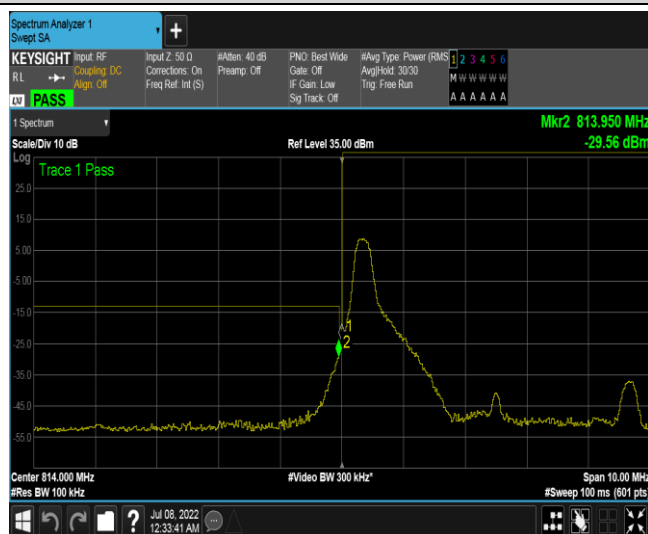 Spectrum Analyzer 1
Swept SA
KEYSIGHT
RL
LXI PASS
Input: RF
Coupling: DC
Align: Off
Input Z: 50 Ω
Corrections: On
Freq Ref: Int (S)
#Atten: 40 dB
Preamp: Off
PNO: Best Wide
Gate: Off
IF Gain: Low
Sig Track: Off
#Avg Type: Power (RMS
Avg|Hold: 30/30
Trig: Free Run
1 2 3 4 5 6
M W W W W W
A A A A A A
1 Spectrum
Scale/Div 10 dB
Ref Level 35.00 dBm
Mkr2 813.950 MHz
-29.56 dBm
Log
Trace 1 Pass
25.0
15.0
5.00
-5.00
-15.0
-25.0
-35.0
-45.0
-55.0
1
2
Center 814.000 MHz
#Res BW 100 kHz
#Video BW 300 kHz*
Span 10.00 MHz
#Sweep 100 ms (601 pts)
?
Jul 08, 2022
12:33:41 AM